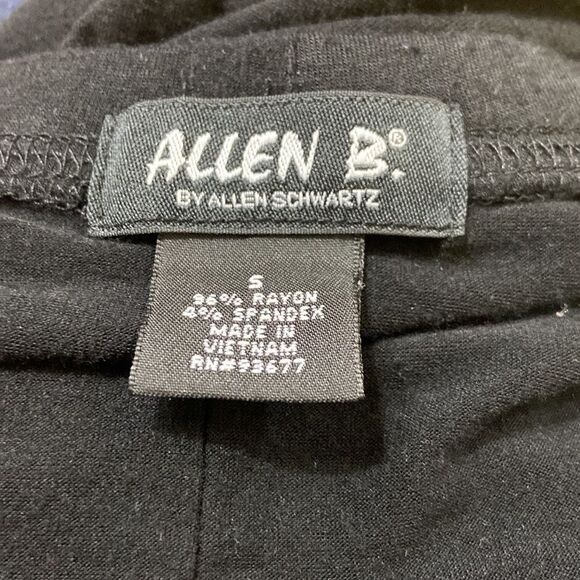 ALLEN B.®
BY ALLEN SCHWARTZ
S
96% RAYON
4% SPANDEX
MADE IN
VIETNAM
RN#93677